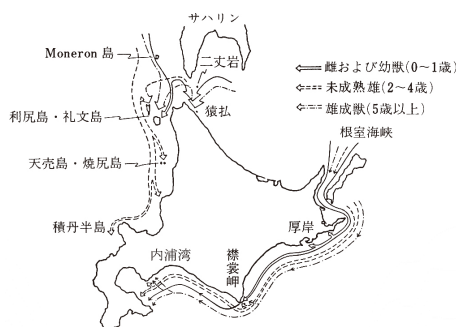 サハリン
Moneron 島
二丈岩
利尻島・礼文島
猿払
天売島・焼尻島
積丹半島
雌および幼獣(0～1歳)
未成熟雄(2～4歳)
雄成獣(5歳以上)
根室海峡
厚岸
襟裳岬
内浦湾